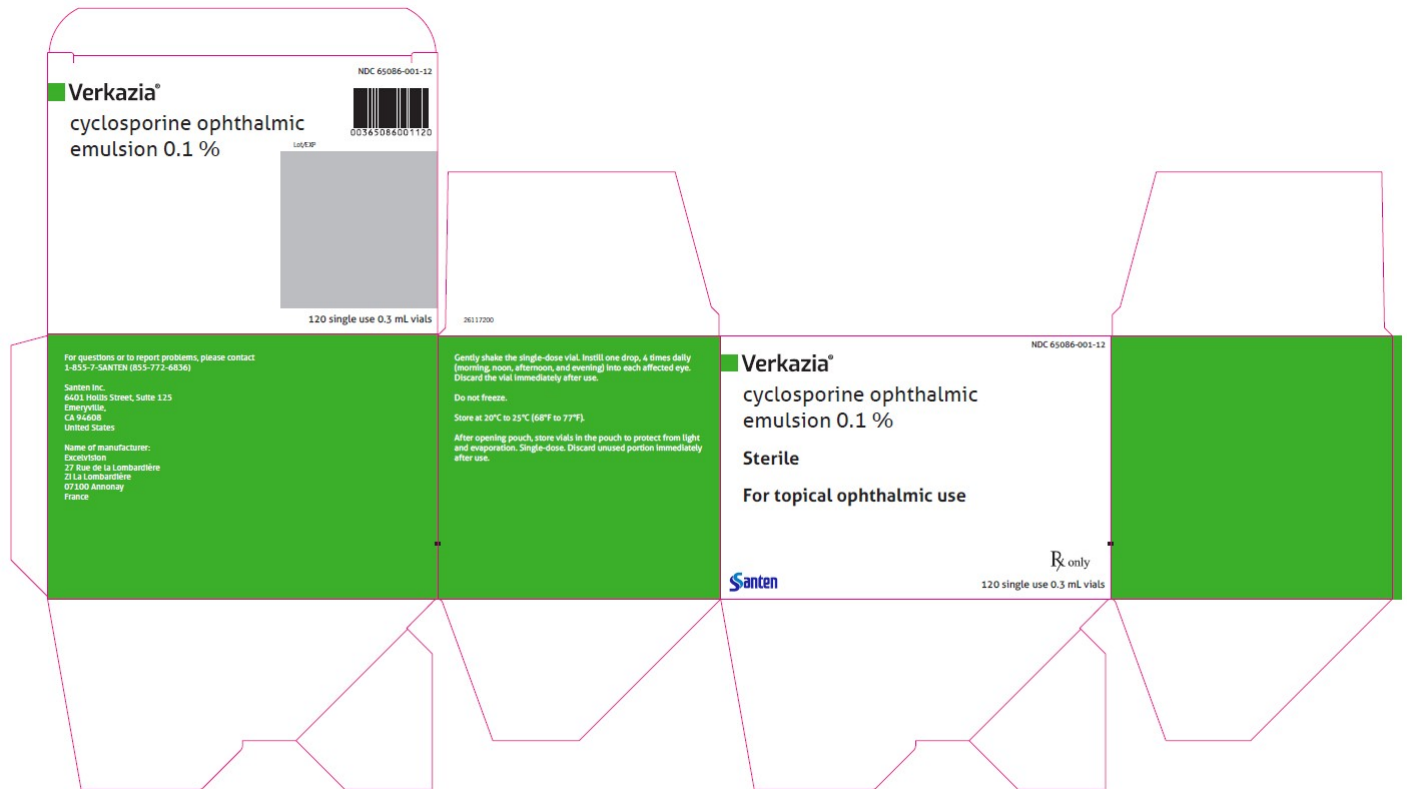 NDC 65086-001-12
Verkazia®
cyclosporine ophthalmic
emulsion 0.1 %
00365086001120
Lot/EXP
120 single use 0.3 mL vials
26117200
For questions or to report problems, please contact
1-855-7-SANTEN (855-772-6836)
Santen Inc.
6401 Hollis Street, Suite 125
Emeryville,
CA 94608
United States
Name of manufacturer:
Excelvision
27 Rue de la Lombardière
ZI La Lombardière
07100 Annonay
France
Gently shake the single-dose vial. Instill one drop, 4 times daily
(morning, noon, afternoon, and evening) into each affected eye.
Discard the vial immediately after use.
Do not freeze.
Store at 20°C to 25°C (68°F to 77°F).
After opening pouch, store vials in the pouch to protect from light
and evaporation. Single-dose. Discard unused portion immediately
after use.
NDC 65086-001-12
Verkazia®
cyclosporine ophthalmic
emulsion 0.1 %
Sterile
For topical ophthalmic use
Rx only
Santen
120 single use 0.3 mL vials